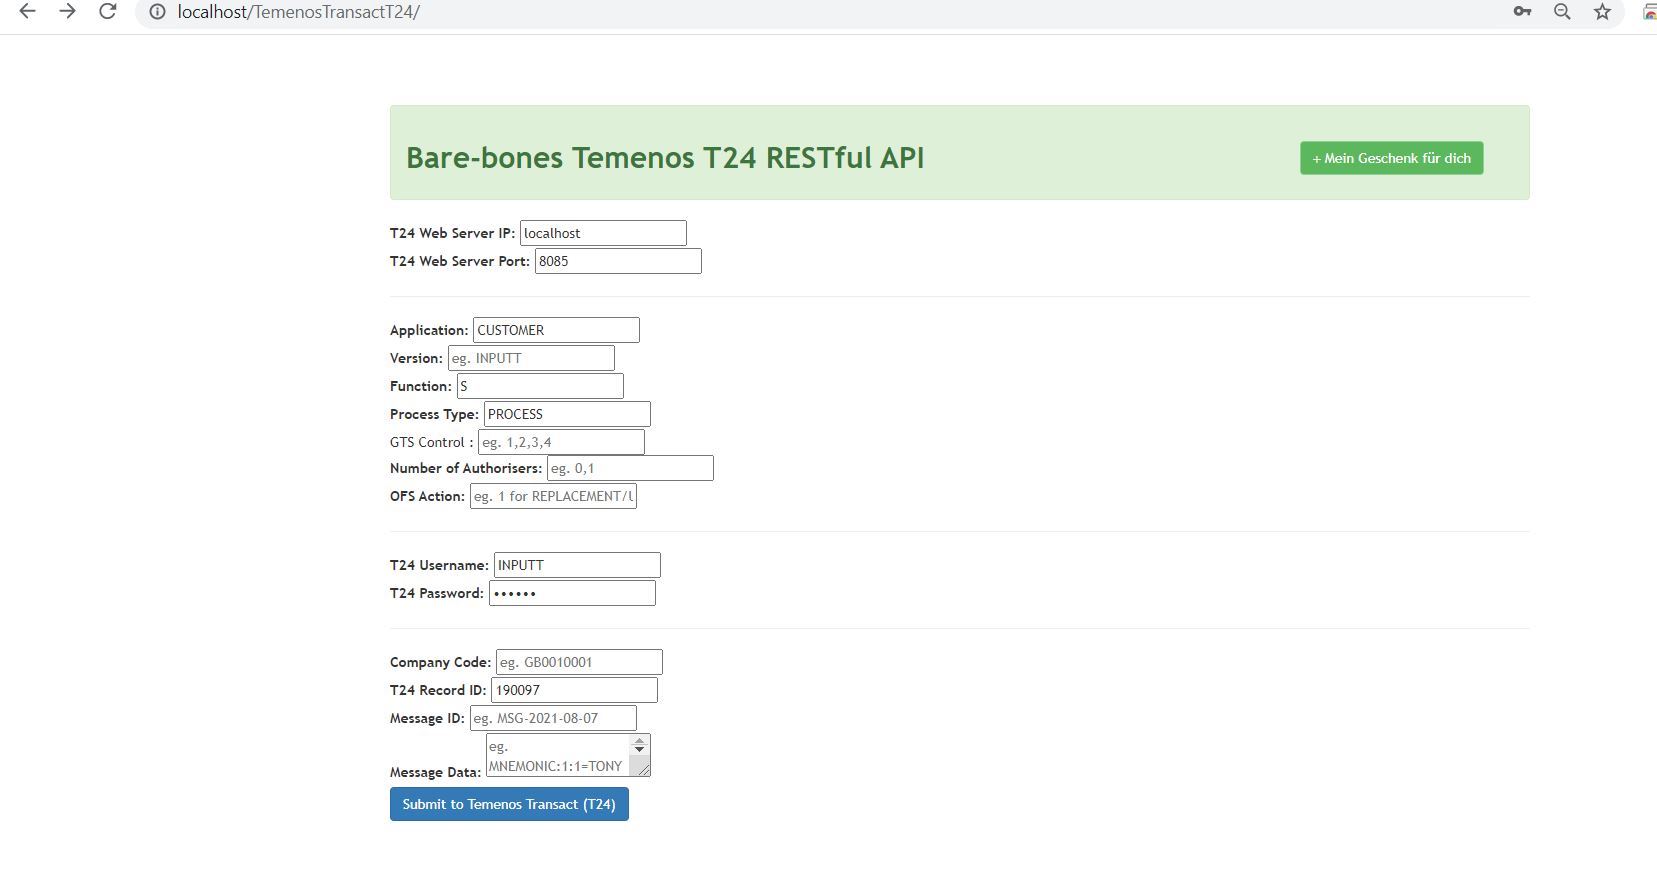 localhost/TemenosTransactT24/
Bare-bones Temenos T24 RESTful API
+ Mein Geschenk für dich
T24 Web Server IP: localhost
T24 Web Server Port: 8085
Application: CUSTOMER
Version: eg. INPUTT
Function: S
Process Type: PROCESS
GTS Control : eg. 1,2,3,4
Number of Authorisers: eg. 0,1
OFS Action: eg. 1 for REPLACEMENT/
T24 Username: INPUTT
T24 Password: ••••••
Company Code: eg. GB0010001
T24 Record ID: 190097
Message ID: eg. MSG-2021-08-07
eg.
Message Data: MNEMONIC:1:1=TONY
Submit to Temenos Transact (T24)